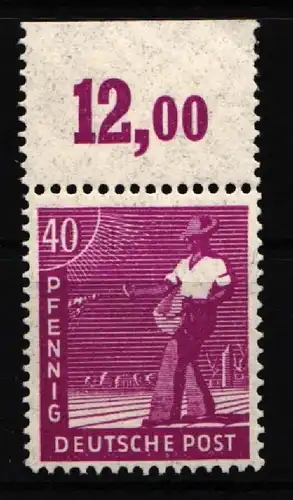 12,00
40
PFENNIG
DEUTSCHE POST